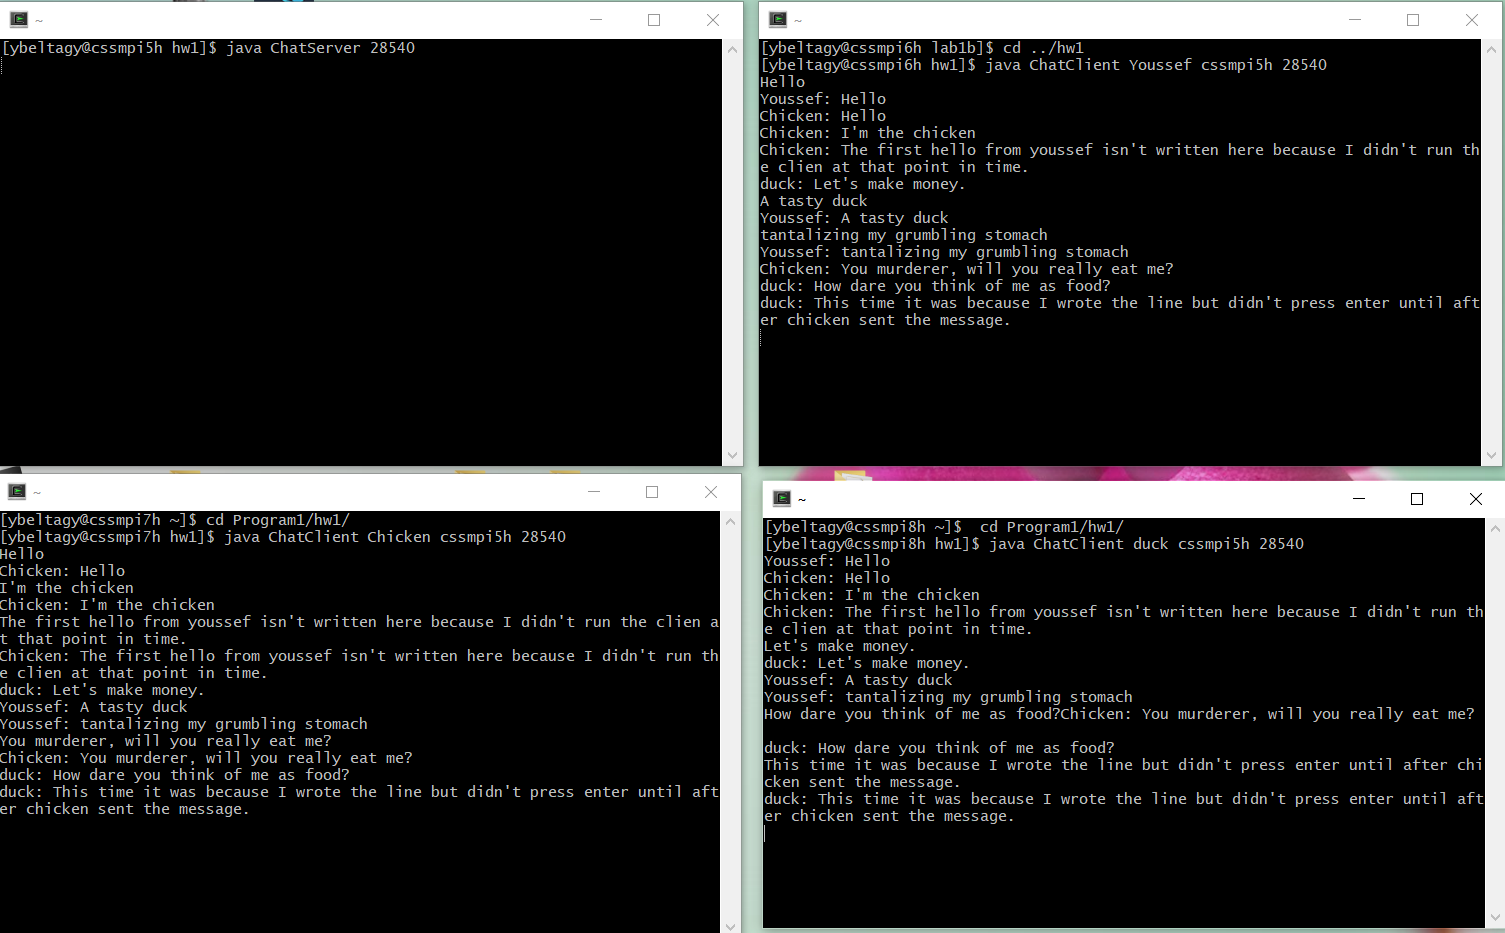 ~
[ybeltagy@cssmpi5h hw1]$ java ChatServer 28540
~
[ybeltagy@cssmpi6h lab1b]$ cd ../hw1
[ybeltagy@cssmpi6h hw1]$ java ChatClient Youssef cssmpi5h 28540
Hello
Youssef: Hello
Chicken: Hello
Chicken: I'm the chicken
Chicken: The first hello from youssef isn't written here because I didn't run th
e clien at that point in time.
duck: Let's make money.
A tasty duck
Youssef: A tasty duck
tantalizing my grumbling stomach
Youssef: tantalizing my grumbling stomach
Chicken: You murderer, will you really eat me?
duck: How dare you think of me as food?
duck: This time it was because I wrote the line but didn't press enter until aft
er chicken sent the message.
~
[ybeltagy@cssmpi7h ~]$ cd Program1/hw1/
[ybeltagy@cssmpi7h hw1]$ java ChatClient Chicken cssmpi5h 28540
Hello
Chicken: Hello
I'm the chicken
Chicken: I'm the chicken
The first hello from youssef isn't written here because I didn't run the clien a
t that point in time.
Chicken: The first hello from youssef isn't written here because I didn't run th
e clien at that point in time.
duck: Let's make money.
Youssef: A tasty duck
Youssef: tantalizing my grumbling stomach
You murderer, will you really eat me?
Chicken: You murderer, will you really eat me?
duck: How dare you think of me as food?
duck: This time it was because I wrote the line but didn't press enter until aft
er chicken sent the message.
~
[ybeltagy@cssmpi8h ~]$  cd Program1/hw1/
[ybeltagy@cssmpi8h hw1]$ java ChatClient duck cssmpi5h 28540
Youssef: Hello
Chicken: Hello
Chicken: I'm the chicken
Chicken: The first hello from youssef isn't written here because I didn't run th
e clien at that point in time.
Let's make money.
duck: Let's make money.
Youssef: A tasty duck
Youssef: tantalizing my grumbling stomach
How dare you think of me as food?Chicken: You murderer, will you really eat me?
duck: How dare you think of me as food?
This time it was because I wrote the line but didn't press enter until after chi
cken sent the message.
duck: This time it was because I wrote the line but didn't press enter until aft
er chicken sent the message.